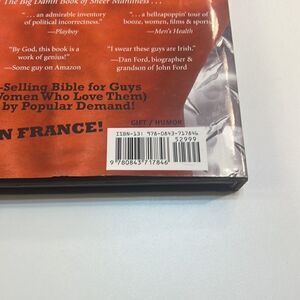 The Big Damn Book of Sheer Manliness . . .
". . . an admirable inventory
of political incorrectness."
—Playboy
". . . a hellrapoppin' tour of
booze, women, films & sports
—Men's Health
"By God, this book is a
work of genius!"
—Some guy on Amazon
"I swear these guys are Irish."
—Dan Ford, biographer &
grandson of John Ford
-Selling Bible for Guys
Women Who Love Them)
by Popular Demand!
N FRANCE!
GIFT / HUMOR
ISBN-13: 978-0843-717846
52999
9 780843 717846